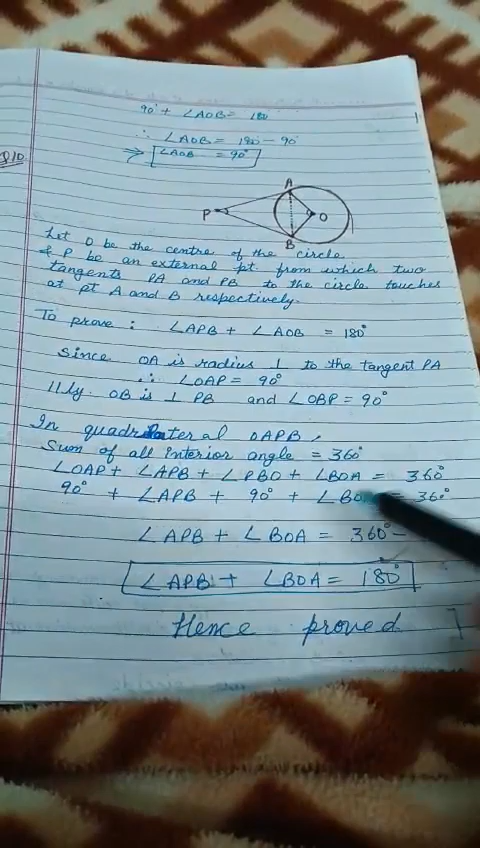 90° + ∠AOB = 180
∴ ∠AOB = 180 - 90°
⇒ ∠AOB = 90°
Q10.
A
P
O
B
Let O be the centre of the circle
& P be an external pt. from which two
tangents PA and PB to the circle touches
at pt A and B respectively.
To prove : ∠APB + ∠AOB = 180°
Since OA is radius ⊥ to the tangent PA
∴ ∠OAP = 90°
llly. OB is ⊥ PB and ∠OBP = 90°
In quadrilateral OAPB,
Sum of all interior angle = 360°
∠OAP + ∠APB + ∠PBO + ∠BOA = 360°
90° + ∠APB + 90° + ∠BO = 360°
∠APB + ∠BOA = 360° -
∠APB + ∠BOA = 180°
Hence proved